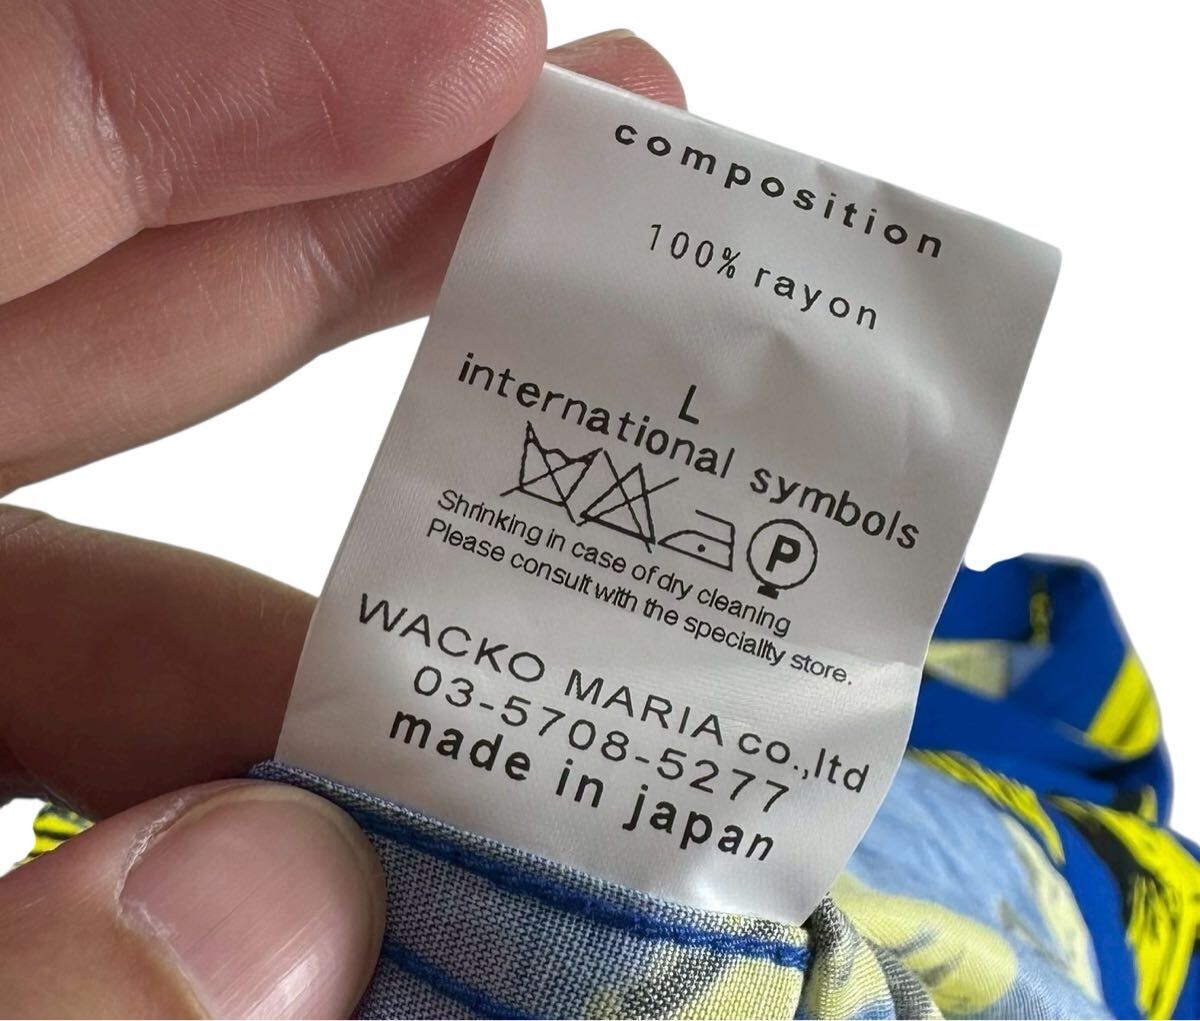 composition
100% rayon
L
international symbols
P
Shrinking in case of dry cleaning
Please consult with the speciality store.
WACKO MARIA co.,ltd
03-5708-5277
made in japan